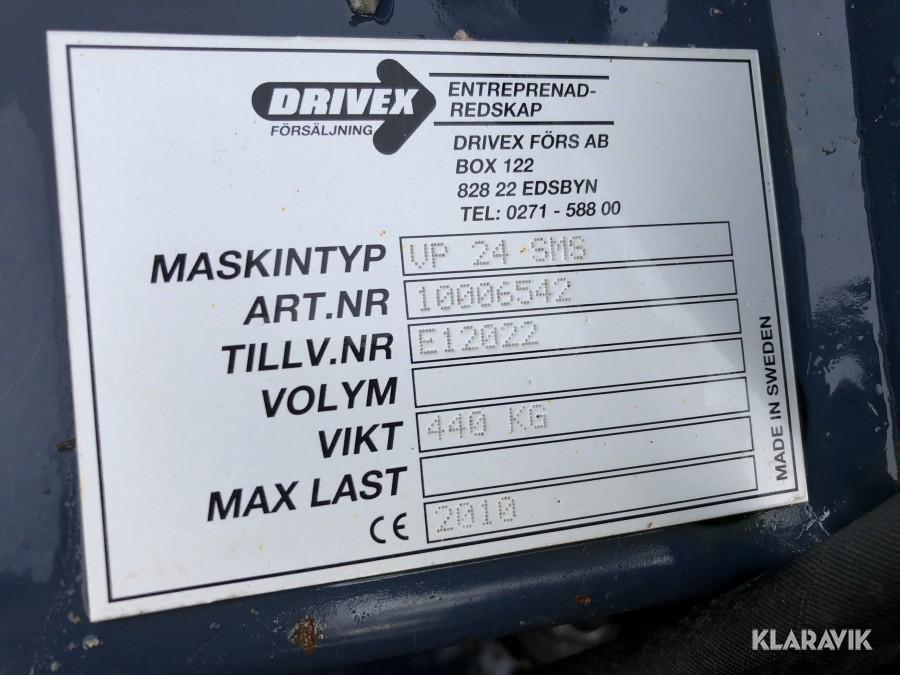 DRIVEX
FÖRSÄLJNING
ENTREPRENAD-
REDSKAP
DRIVEX FÖRS AB
BOX 122
828 22 EDSBYN
TEL: 0271 - 588 00
MASKINTYP VP 24 SMS
ART.NR 10006542
TILLV.NR E12022
VOLYM
VIKT 440 KG
MAX LAST
CE 2010
MADE IN SWEDEN
KLARAVIK